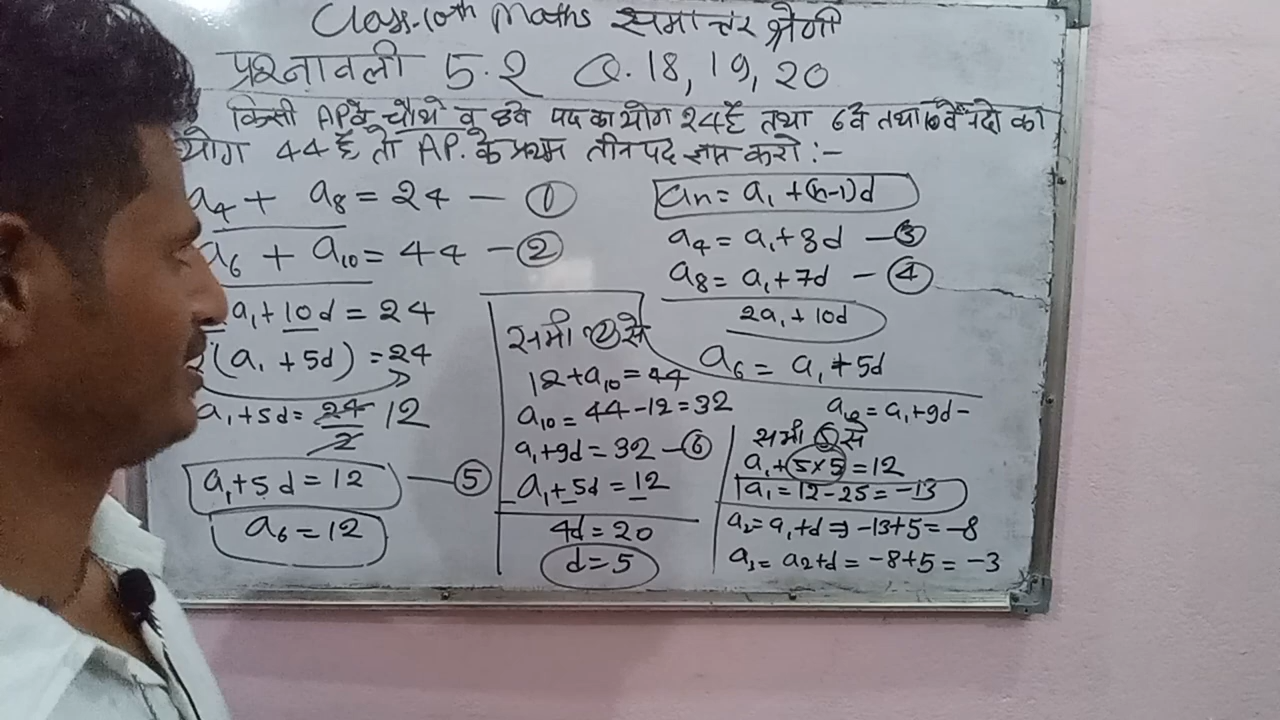 Class-10th Maths समान्तर श्रेणी
प्रश्नावली 5.2 Q.18, 19, 20
किसी AP के चौथे व 8वे पद का योग 24 है तथा 6वे तथा 10वें पदो का
योग 44 है तो A.P. के प्रथम तीन पद ज्ञात करो :-
a₄ + a₈ = 24 — ①
a₆ + a₁₀ = 44 — ②
a₁ + 10d = 24
2(a₁ + 5d) = 24
a₁ + 5d = 24/2 12
a₁ + 5d = 12 — ⑤
a₆ = 12
समी ② से
12 + a₁₀ = 44
a₁₀ = 44 - 12 = 32
a₁ + 9d = 32 — ⑥
a₁ + 5d = 12
4d = 20
d = 5
an = a₁ + (n-1)d
a₄ = a₁ + 3d — ③
a₈ = a₁ + 7d — ④
2a₁ + 10d
a₆ = a₁ + 5d
a₁₀ = a₁ + 9d -
समी ⑤ से
a₁ + 5×5 = 12
a₁ = 12 - 25 = -13
a₂ = a₁ + d ⇒ -13 + 5 = -8
a₃ = a₂ + d = -8 + 5 = -3